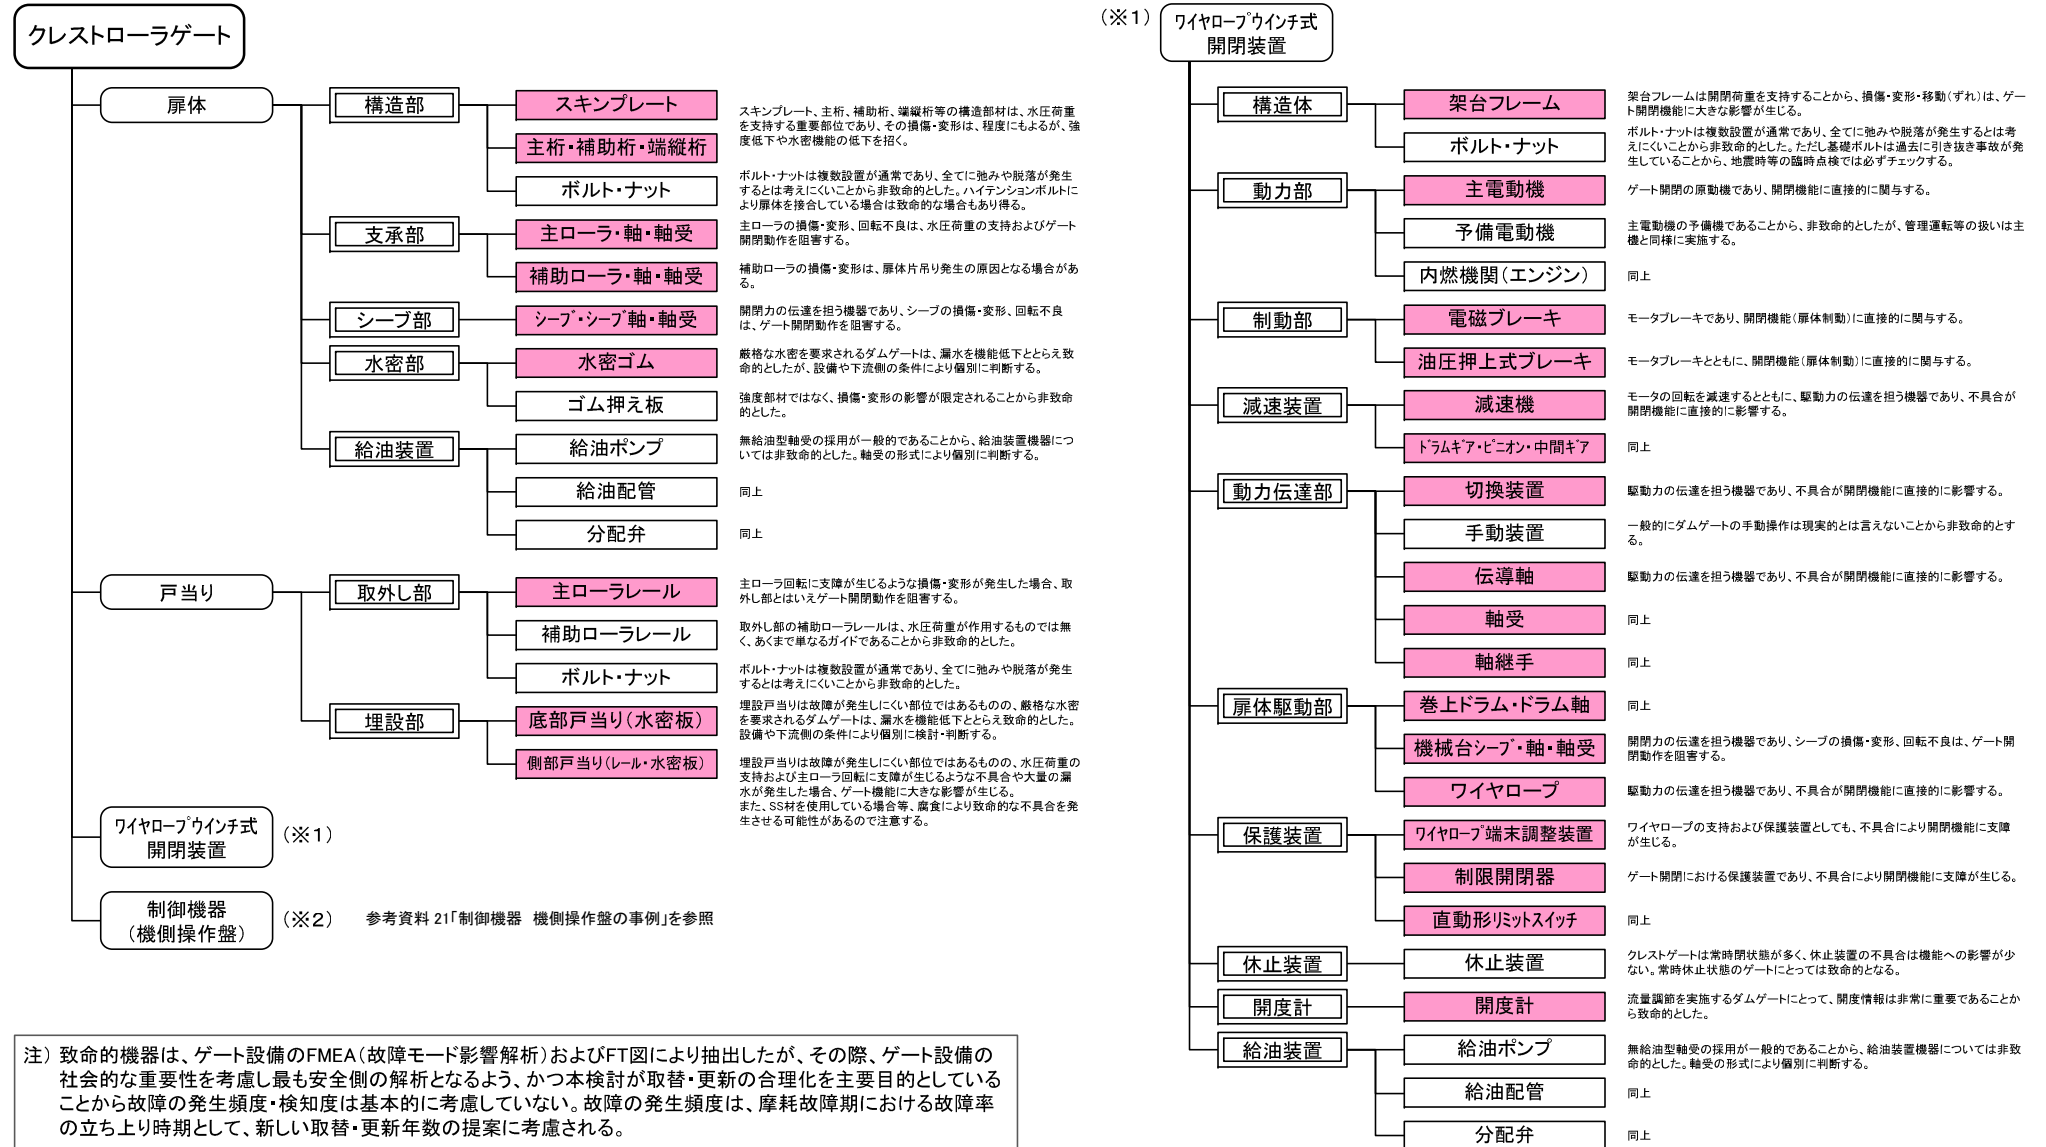 クレストローラゲート
扉体
構造部
スキンプレート
スキンプレート、主桁、補助桁、端縦桁等の構造部材は、水圧荷重
を支持する重要部位であり、その損傷・変形は、程度にもよるが、強
度低下や水密機能の低下を招く。
主桁・補助桁・端縦桁
ボルト・ナット
ボルト・ナットは複数設置が通常であり、全てに弛みや脱落が発生
するとは考えにくいことから非致命的とした。ハイテンションボルトに
より扉体を接合している場合は致命的な場合もあり得る。
支承部
主ローラ・軸・軸受
主ローラの損傷・変形、回転不良は、水圧荷重の支持およびゲート
開閉動作を阻害する。
補助ローラ・軸・軸受
補助ローラの損傷・変形は、扉体片吊り発生の原因となる場合があ
る。
シーブ部
シーブ・シーブ軸・軸受
開閉力の伝達を担う機器であり、シーブの損傷・変形、回転不良
は、ゲート開閉動作を阻害する。
水密部
水密ゴム
厳格な水密を要求されるダムゲートは、漏水を機能低下ととらえ致
命的としたが、設備や下流側の条件により個別に判断する。
ゴム押え板
強度部材ではなく、損傷・変形の影響が限定されることから非致命
的とした。
給油装置
給油ポンプ
無給油型軸受の採用が一般的であることから、給油装置機器につ
いては非致命的とした。軸受の形式により個別に判断する。
給油配管
同上
分配弁
同上
戸当り
取外し部
主ローラレール
主ローラ回転に支障が生じるような損傷・変形が発生した場合、取
外し部とはいえゲート開閉動作を阻害する。
補助ローラレール
取外し部の補助ローラレールは、水圧荷重が作用するものでは無
く、あくまで単なるガイドであることから非致命的とした。
ボルト・ナット
ボルト・ナットは複数設置が通常であり、全てに弛みや脱落が発生
するとは考えにくいことから非致命的とした。
埋設部
底部戸当り(水密板)
埋設戸当りは故障が発生しにくい部位ではあるものの、厳格な水密
を要求されるダムゲートは、漏水を機能低下ととらえ致命的とした。
設備や下流側の条件により個別に検討・判断する。
側部戸当り(レール・水密板)
埋設戸当りは故障が発生しにくい部位ではあるものの、水圧荷重の
支持および主ローラ回転に支障が生じるような不具合や大量の漏
水が発生した場合、ゲート機能に大きな影響が生じる。
また、SS材を使用している場合等、腐食により致命的な不具合を発
生させる可能性があるので注意する。
ワイヤロープウインチ式
開閉装置
(※1)
制御機器
(機側操作盤)
(※2)
参考資料 21「制御機器 機側操作盤の事例」を参照
注) 致命的機器は、ゲート設備のFMEA(故障モード影響解析)およびFT図により抽出したが、その際、ゲート設備の
社会的な重要性を考慮し最も安全側の解析となるよう、かつ本検討が取替・更新の合理化を主要目的としている
ことから故障の発生頻度・検知度は基本的に考慮していない。故障の発生頻度は、摩耗故障期における故障率
の立ち上り時期として、新しい取替・更新年数の提案に考慮される。
(※1)
ワイヤロープウインチ式
開閉装置
構造体
架台フレーム
架台フレームは開閉荷重を支持することから、損傷・変形・移動(ずれ)は、ゲー
ト開閉機能に大きな影響が生じる。
ボルト・ナット
ボルト・ナットは複数設置が通常であり、全てに弛みや脱落が発生するとは考
えにくいことから非致命的とした。ただし基礎ボルトは過去に引き抜き事故が発
生していることから、地震時等の臨時点検では必ずチェックする。
動力部
主電動機
ゲート開閉の原動機であり、開閉機能に直接的に関与する。
予備電動機
主電動機の予備機であることから、非致命的としたが、管理運転等の扱いは主
機と同様に実施する。
内燃機関(エンジン)
同上
制動部
電磁ブレーキ
モータブレーキであり、開閉機能(扉体制動)に直接的に関与する。
油圧押上式ブレーキ
モータブレーキとともに、開閉機能(扉体制動)に直接的に関与する。
減速装置
減速機
モータの回転を減速するとともに、駆動力の伝達を担う機器であり、不具合が
開閉機能に直接的に影響する。
ドラムギア・ピニオン・中間ギア
同上
動力伝達部
切換装置
駆動力の伝達を担う機器であり、不具合が開閉機能に直接的に影響する。
手動装置
一般的にダムゲートの手動操作は現実的とは言えないことから非致命的とす
る。
伝導軸
駆動力の伝達を担う機器であり、不具合が開閉機能に直接的に影響する。
軸受
同上
軸継手
同上
扉体駆動部
巻上ドラム・ドラム軸
同上
機械台シーブ・軸・軸受
開閉力の伝達を担う機器であり、シーブの損傷・変形、回転不良は、ゲート開
閉動作を阻害する。
ワイヤロープ
駆動力の伝達を担う機器であり、不具合が開閉機能に直接的に影響する。
保護装置
ワイヤロープ端末調整装置
ワイヤロープの支持および保護装置としても、不具合により開閉機能に支障
が生じる。
制限開閉器
ゲート開閉における保護装置であり、不具合により開閉機能に支障が生じる。
直動形リミットスイッチ
同上
休止装置
休止装置
クレストゲートは常時閉状態が多く、休止装置の不具合は機能への影響が少
ない。常時休止状態のゲートにとっては致命的となる。
開度計
開度計
流量調節を実施するダムゲートにとって、開度情報は非常に重要であることか
ら致命的とした。
給油装置
給油ポンプ
無給油型軸受の採用が一般的であることから、給油装置機器については非致
命的とした。軸受の形式により個別に判断する。
給油配管
同上
分配弁
同上